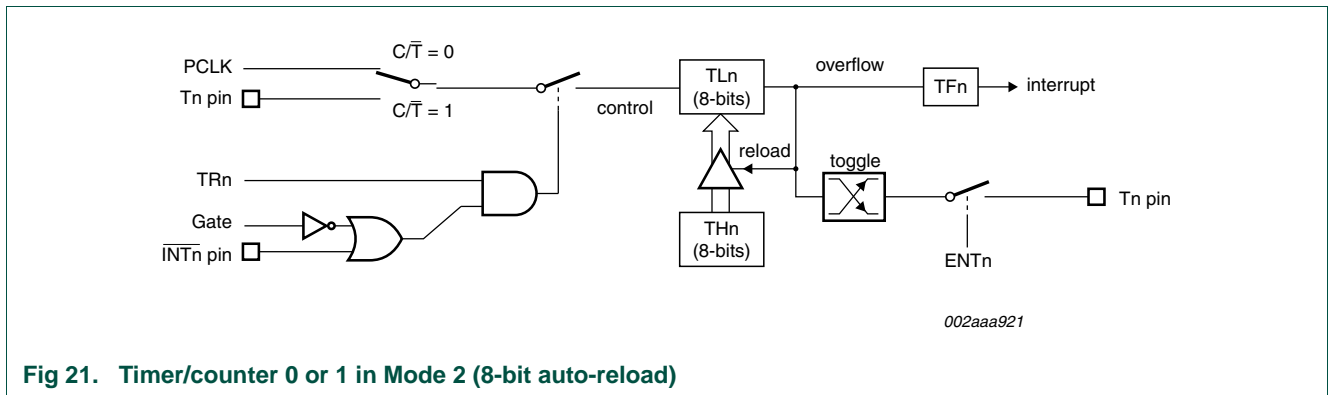 C/T̅ = 0
PCLK
Tn pin
C/T̅ = 1
control
TLn
(8-bits)
overflow
TFn
interrupt
reload
toggle
TRn
Gate
I̅N̅T̅n̅ pin
THn
(8-bits)
Tn pin
ENTn
002aaa921
Fig 21. Timer/counter 0 or 1 in Mode 2 (8-bit auto-reload)